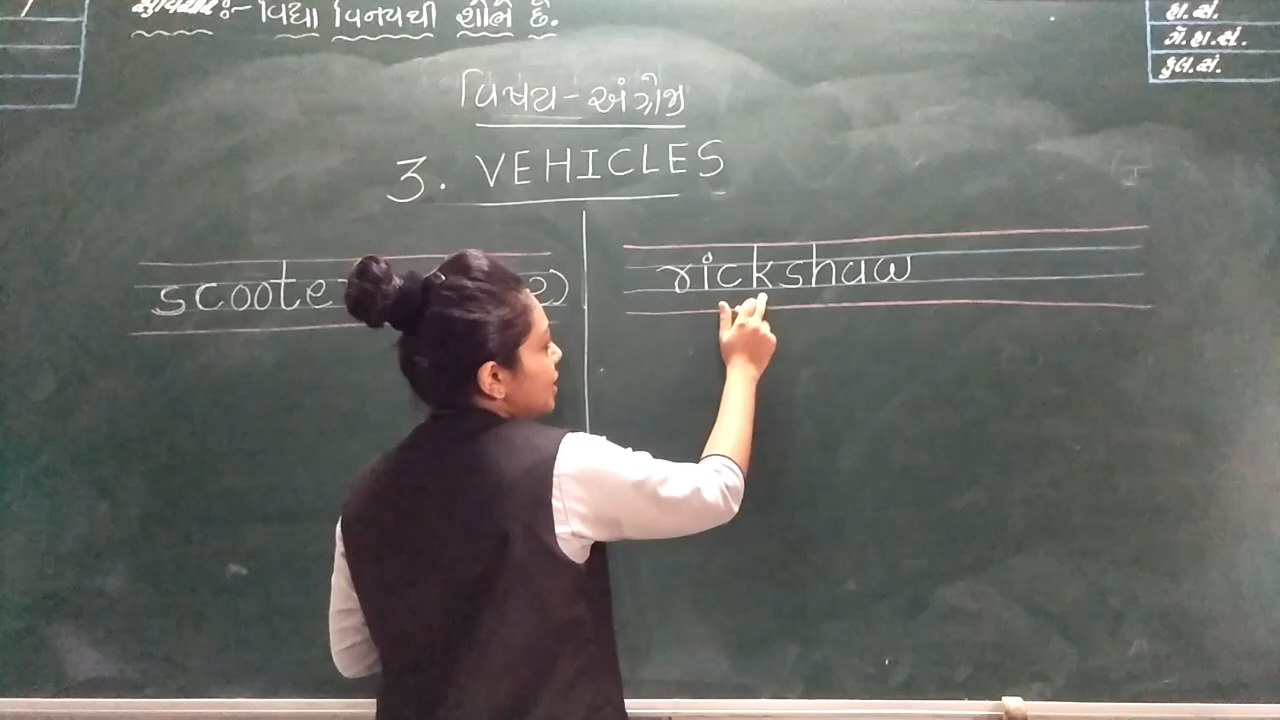 સુવિચાર :- વિદ્યા વિનયથી શોભે છે.
હા.સં.
ગે.હા.સં.
કુલ.સં.
વિષય - અંગ્રેજી
3. VEHICLES
scoote
rickshaw